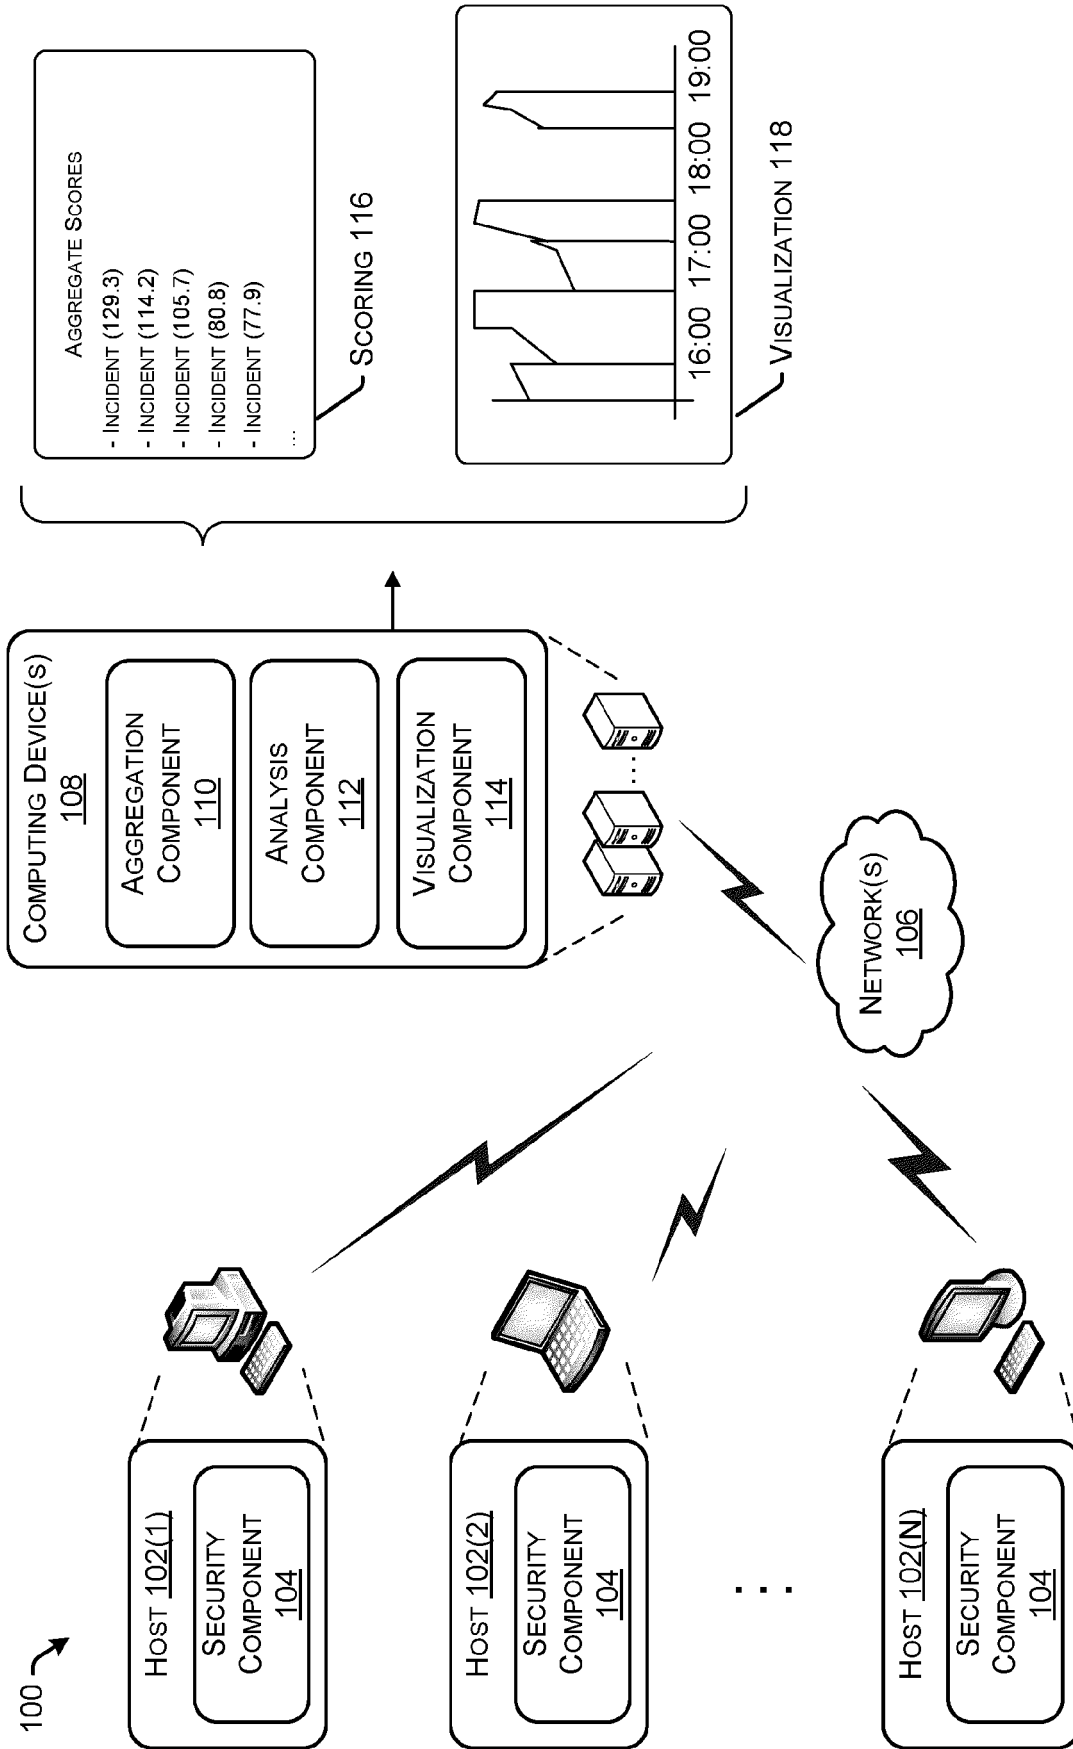 100
HOST 102(1)
SECURITY
COMPONENT
104
HOST 102(2)
SECURITY
COMPONENT
104
. . .
HOST 102(N)
SECURITY
COMPONENT
104
NETWORK(S)
106
COMPUTING DEVICE(S)
108
AGGREGATION
COMPONENT
110
ANALYSIS
COMPONENT
112
VISUALIZATION
COMPONENT
114
.....
AGGREGATE SCORES
- INCIDENT (129.3)
- INCIDENT (114.2)
- INCIDENT (105.7)
- INCIDENT (80.8)
- INCIDENT (77.9)
...
SCORING 116
16:00 17:00 18:00 19:00
VISUALIZATION 118